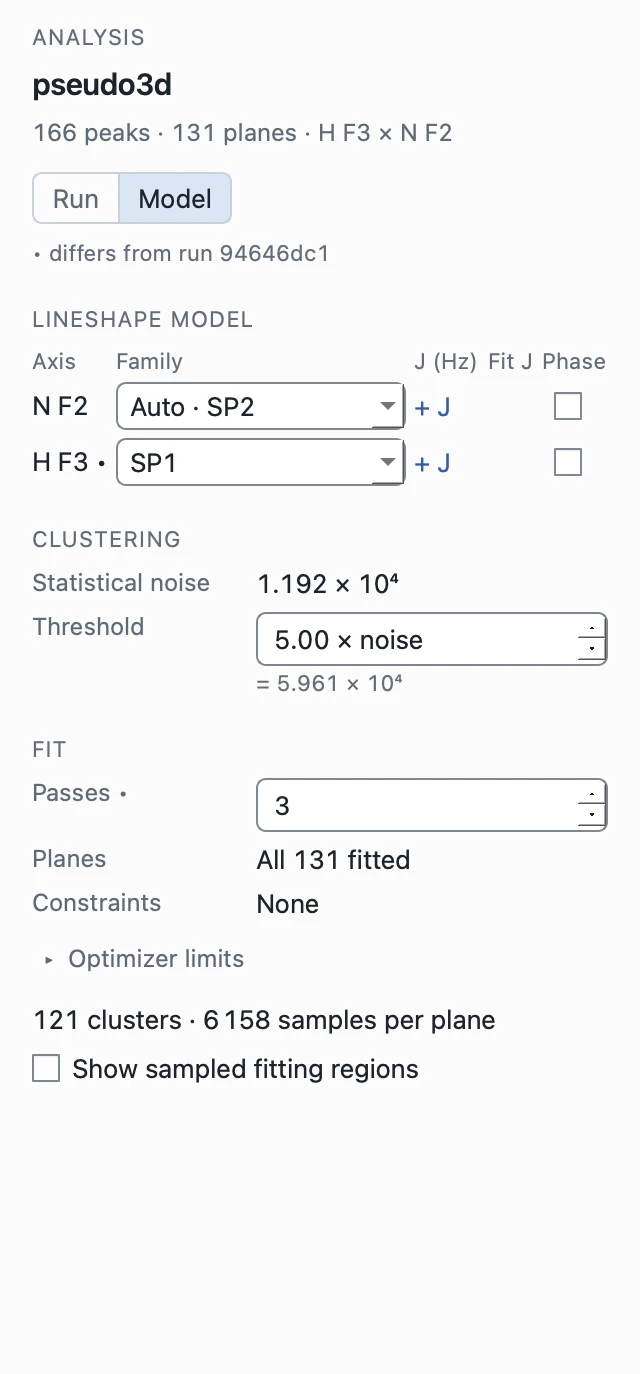 ANALYSIS
pseudo3d
166 peaks · 131 planes · H F3 × N F2
Run Model
• differs from run 94646dc1
LINESHAPE MODEL
Axis Family J (Hz) Fit J Phase
N F2 Auto · SP2 + J
H F3 • SP1 + J
CLUSTERING
Statistical noise 1.192 × 10⁴
Threshold 5.00 × noise
= 5.961 × 10⁴
FIT
Passes • 3
Planes All 131 fitted
Constraints None
▸ Optimizer limits
121 clusters · 6 158 samples per plane
Show sampled fitting regions